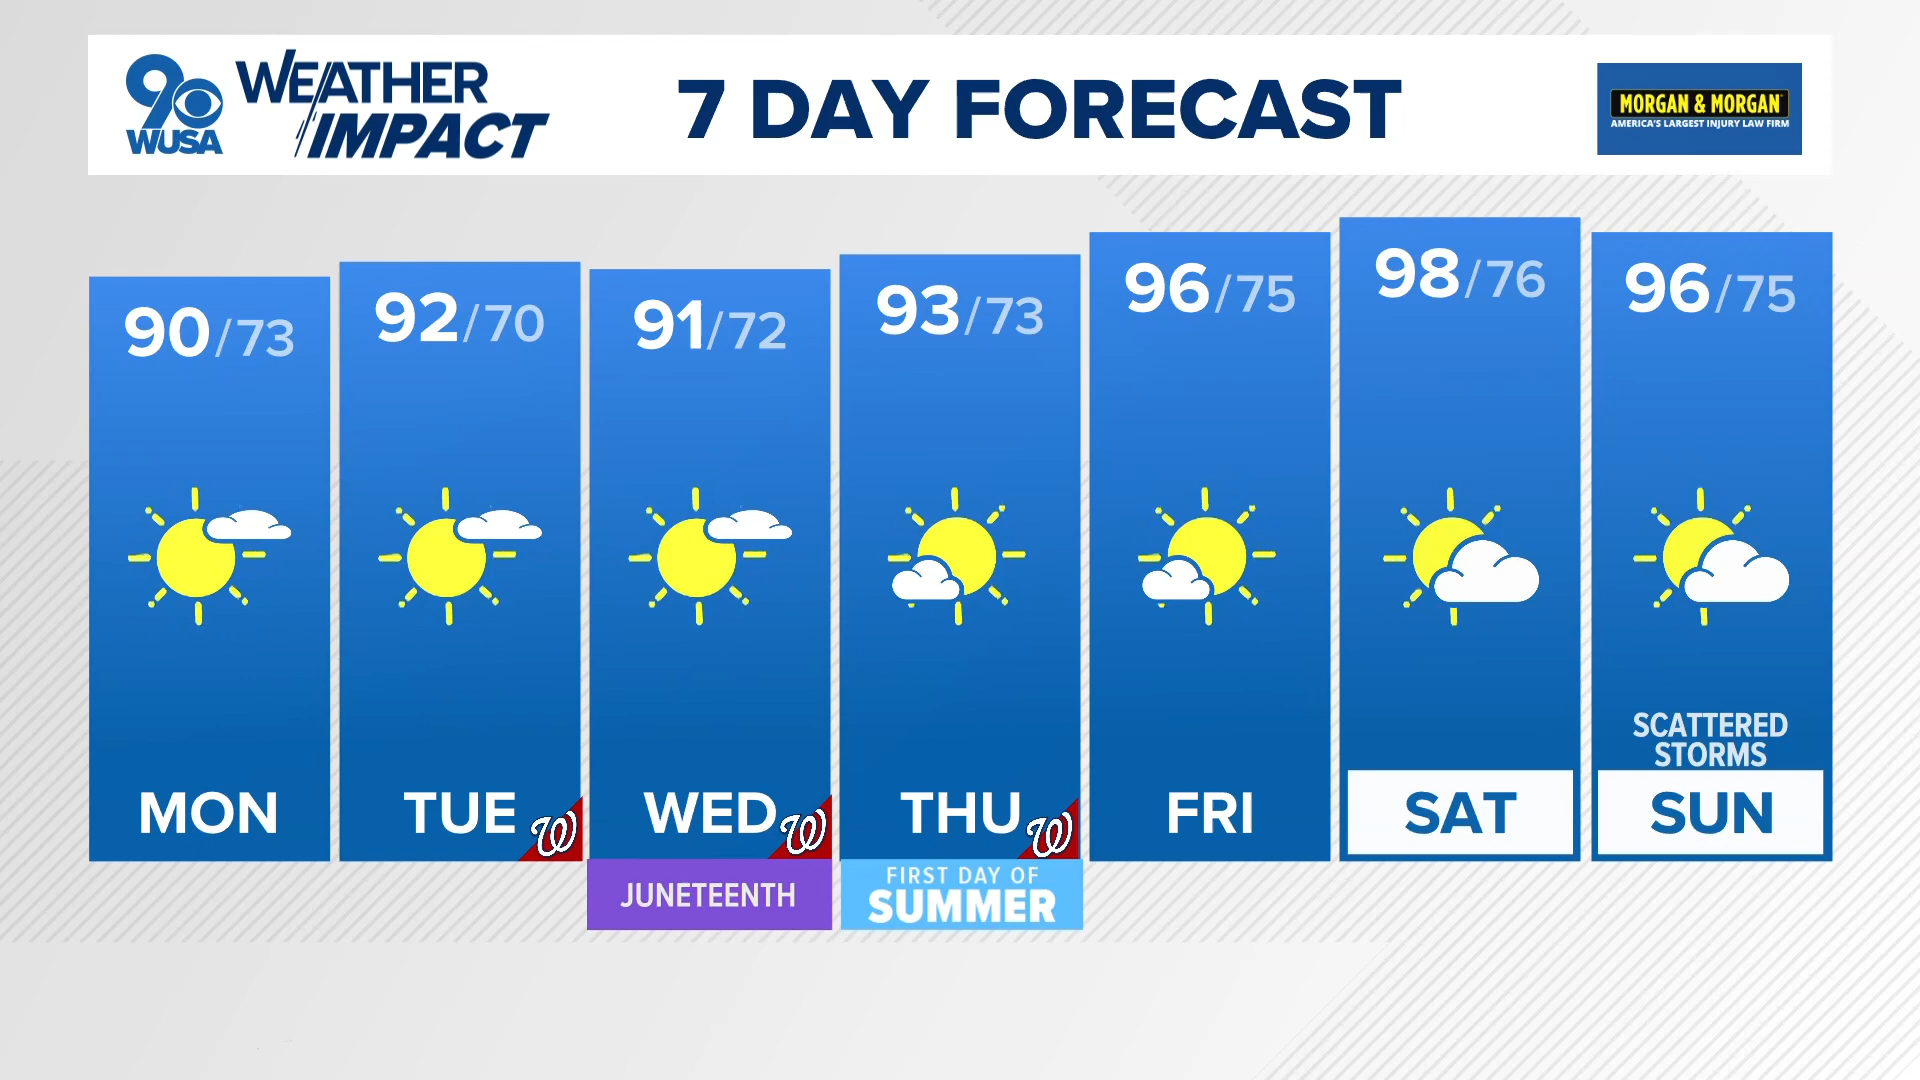 9
WUSA
WEATHER
IMPACT
7 DAY FORECAST
MORGAN & MORGAN
AMERICA'S LARGEST INJURY LAW FIRM
90/73
92/70
91/72
93/73
96/75
98/76
96/75
SCATTERED
STORMS
MON
TUE
W
WED
W
THU
W
FRI
SAT
SUN
JUNETEENTH
FIRST DAY OF
SUMMER